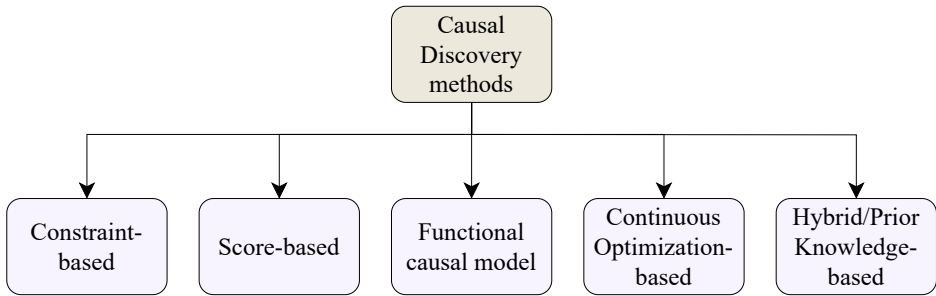 Causal
Discovery
methods
Constraint-
based
Score-based
Functional
causal model
Continuous
Optimization-
based
Hybrid/Prior
Knowledge-
based